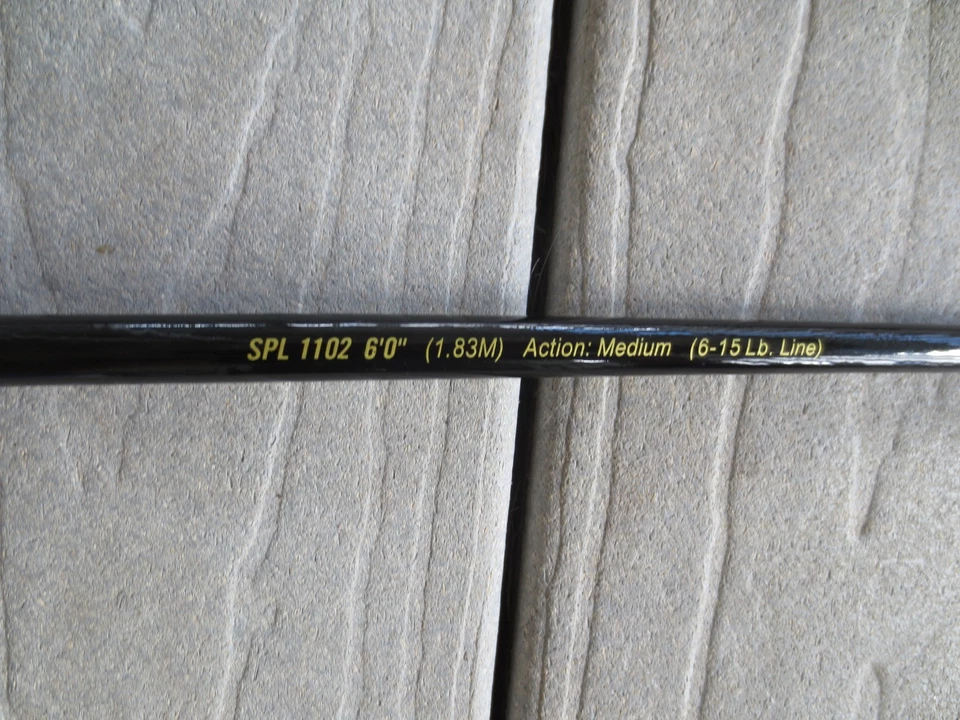 SPL 1102 6'0" (1.83M) Action: Medium (6-15 Lb. Line)